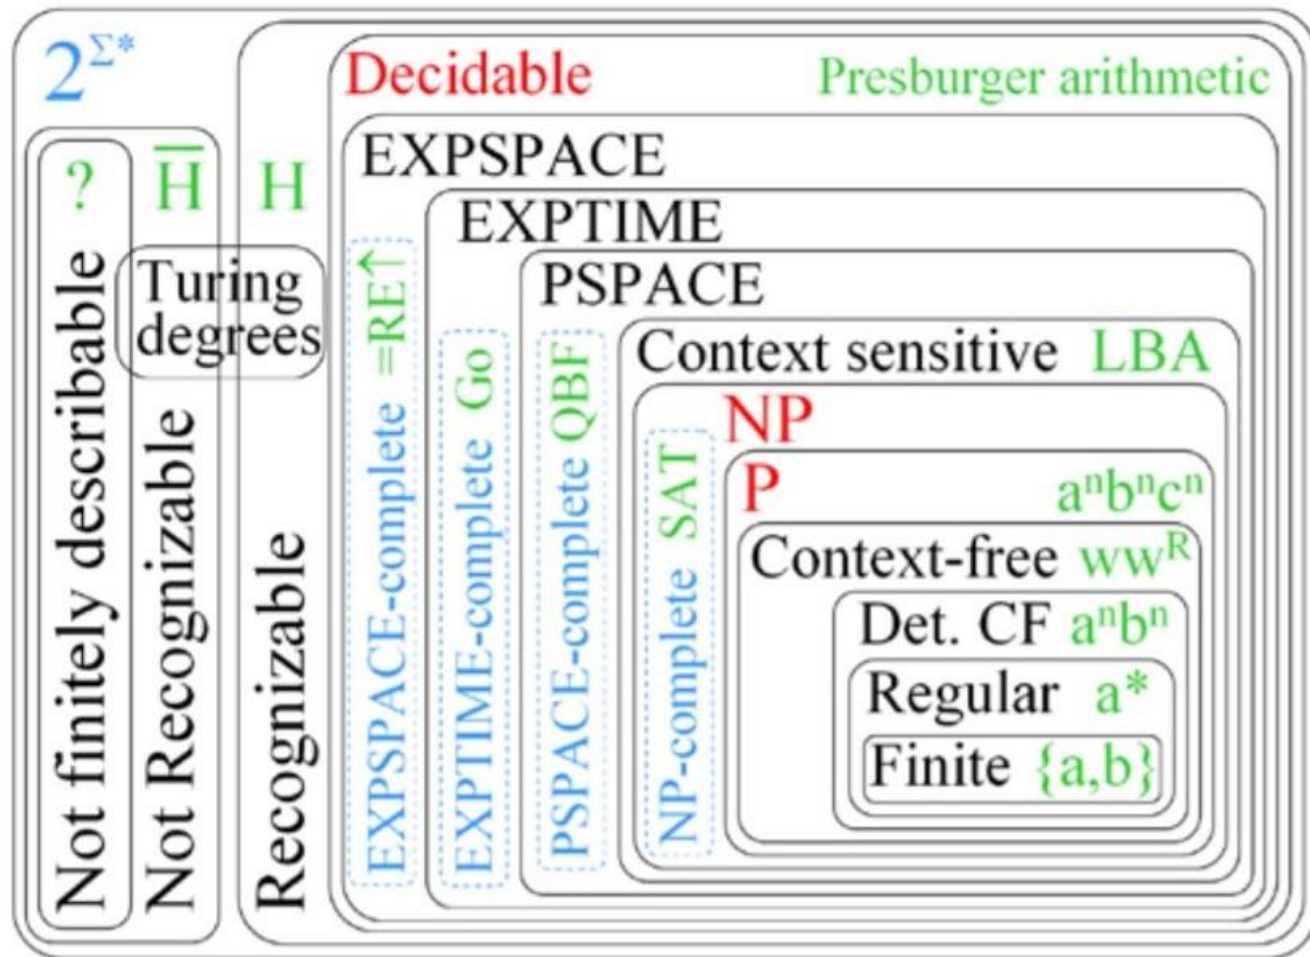 2^Σ*
Decidable
Presburger arithmetic
EXPSPACE
?
H̅
H
EXPTIME
PSPACE
Turing
degrees
Context sensitive LBA
NP
P
aⁿbⁿcⁿ
Context-free ww^R
Det. CF aⁿbⁿ
Regular a*
Finite {a,b}
Not finitely describable
Not Recognizable
Recognizable
EXPSPACE-complete =RE↑
EXPTIME-complete Go
PSPACE-complete QBF
NP-complete SAT